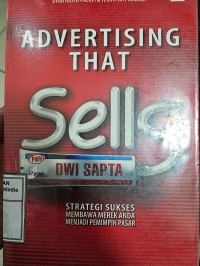 ADVERTISING
THAT
Sells
DWI SAPTA
STRATEGI SUKSES
MEMBAWA MEREK ANDA
MENJADI PEMIMPIN PASAR